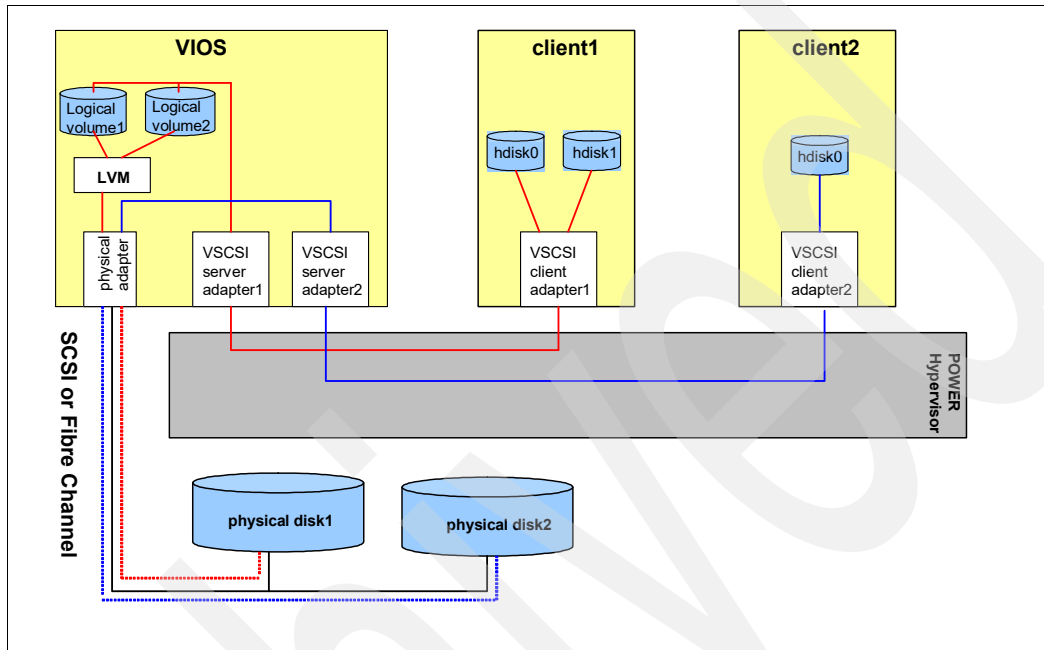 VIOS
client1
client2
Logical
volume1
Logical
volume2
LVM
hdisk0
hdisk1
hdisk0
physical
adapter
VSCSI
server
adapter1
VSCSI
server
adapter2
VSCSI
client
adapter1
VSCSI
client
adapter2
SCSI or Fibre Channel
POWER
Hypervisor
physical disk1
physical disk2